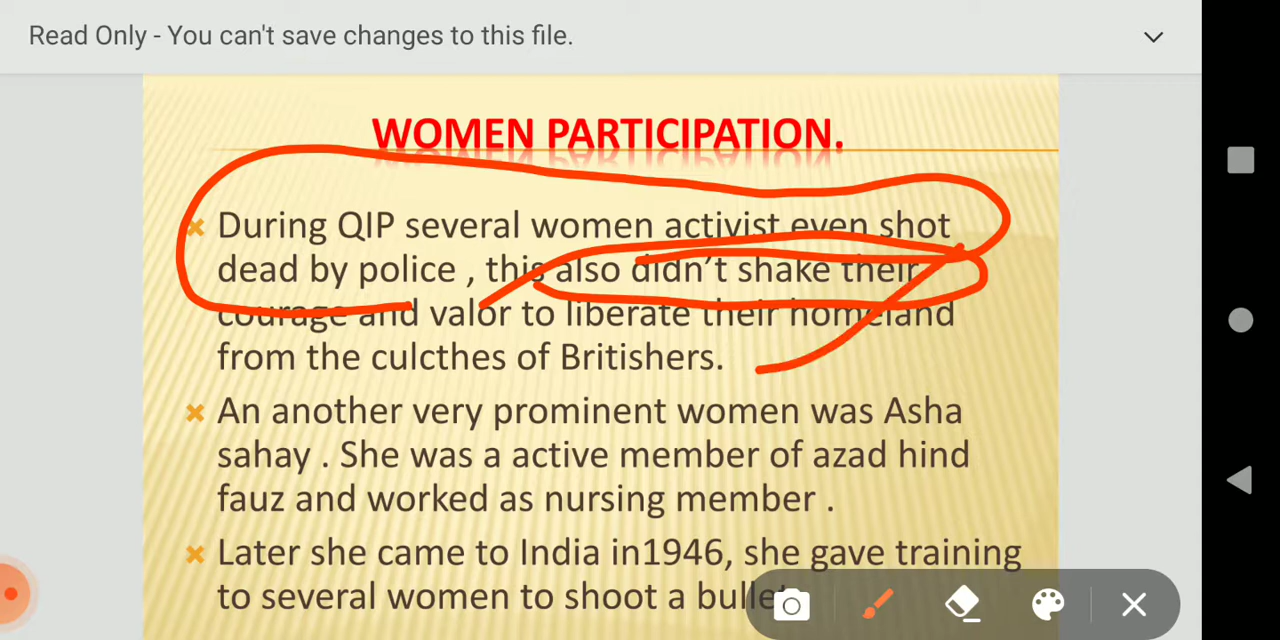 Read Only - You can't save changes to this file.
WOMEN PARTICIPATION.
During QIP several women activist even shot
dead by police , this also didn't shake their
courage and valor to liberate their homeland
from the culcthes of Britishers.
An another very prominent women was Asha
sahay . She was a active member of azad hind
fauz and worked as nursing member .
Later she came to India in1946, she gave training
to several women to shoot a bullet